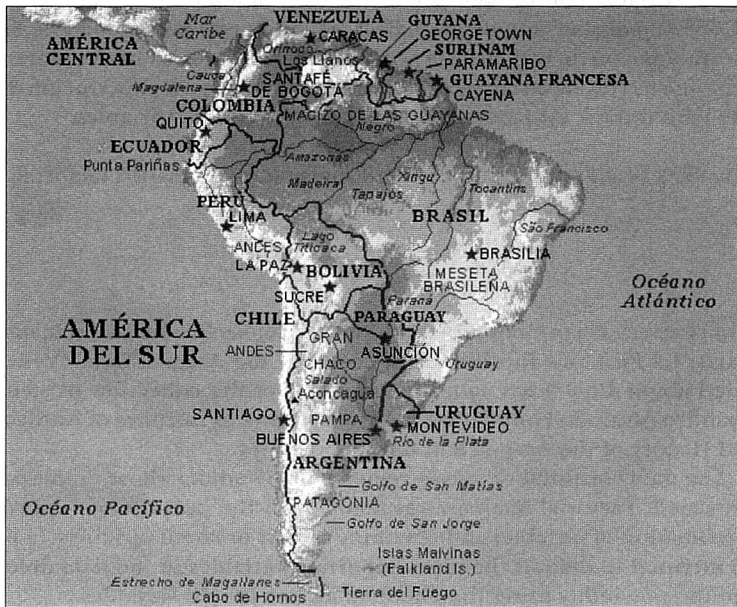 Mar
Caribe
AMÉRICA
CENTRAL
VENEZUELA
CARACAS
Orinoco
Los Llanos
GUYANA
GEORGETOWN
SURINAM
PARAMARIBO
GUAYANA FRANCESA
CAYENA
Cauca
Magdalena
SANTAFÉ
DE BOGOTÁ
COLOMBIA
MACIZO DE LAS GUAYANAS
Negro
QUITO
ECUADOR
Punta Pariñas
Amazonas
Madeira
Tapajos
Xingu
Tocantins
PERÚ
LIMA
BRASIL
São Francisco
ANDES
Lago
Titicaca
LA PAZ
BOLIVIA
SUCRE
BRASILIA
MESETA
BRASILEÑA
Océano
Atlántico
Paraná
AMÉRICA
DEL SUR
CHILE
PARAGUAY
GRAN
CHACO
ASUNCIÓN
ANDES
Salado
Uruguay
Aconcagua
SANTIAGO
PAMPA
URUGUAY
MONTEVIDEO
BUENOS AIRES
Río de la Plata
ARGENTINA
Océano Pacífico
Golfo de San Matías
PATAGONIA
Golfo de San Jorge
Islas Malvinas
(Falkland Is.)
Estrecho de Magallanes
Cabo de Hornos
Tierra del Fuego